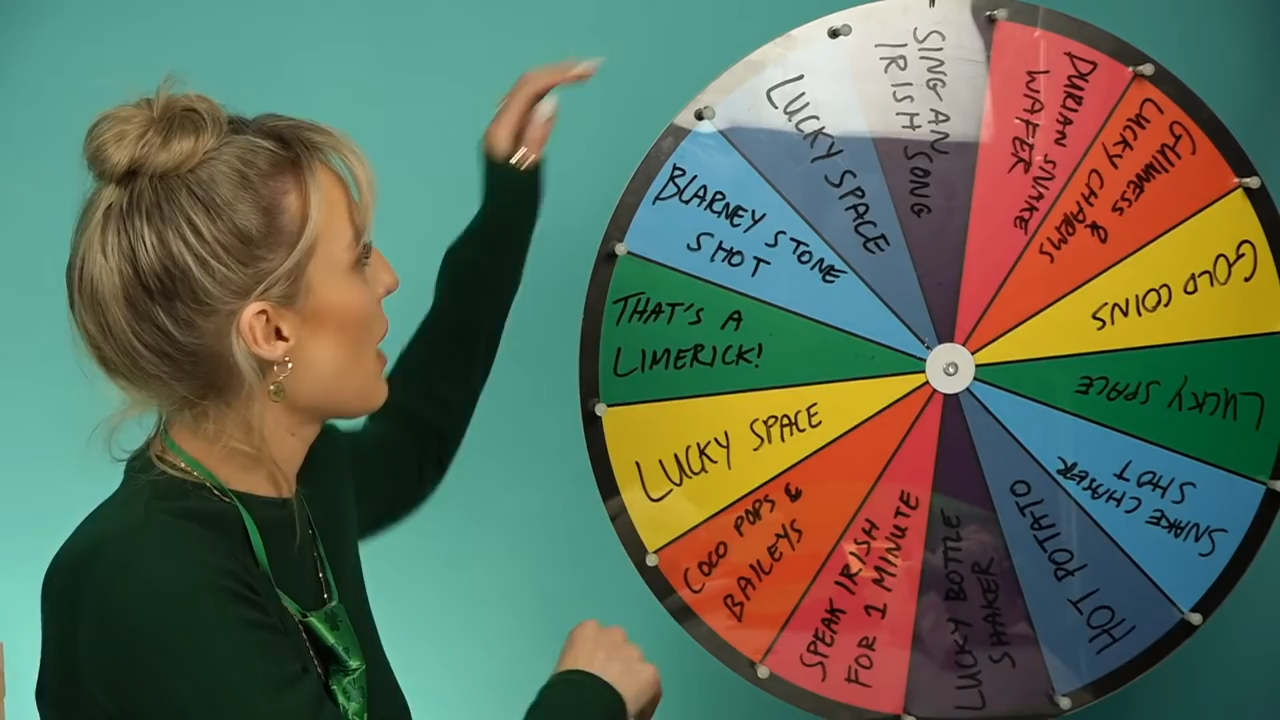 SING AN
IRISH SONG
DURIAN SNAKE
WAFER
GUINNESS &
LUCKY CHARMS
GOLD COINS
LUCKY SPACE
SNAKE CHASER
SHOT
HOT POTATO
LUCKY BOTTLE
SHAKER
SPEAK IRISH
FOR 1 MINUTE
COCO POPS &
BAILEYS
LUCKY SPACE
THAT'S A
LIMERICK!
BLARNEY STONE
SHOT
LUCKY SPACE